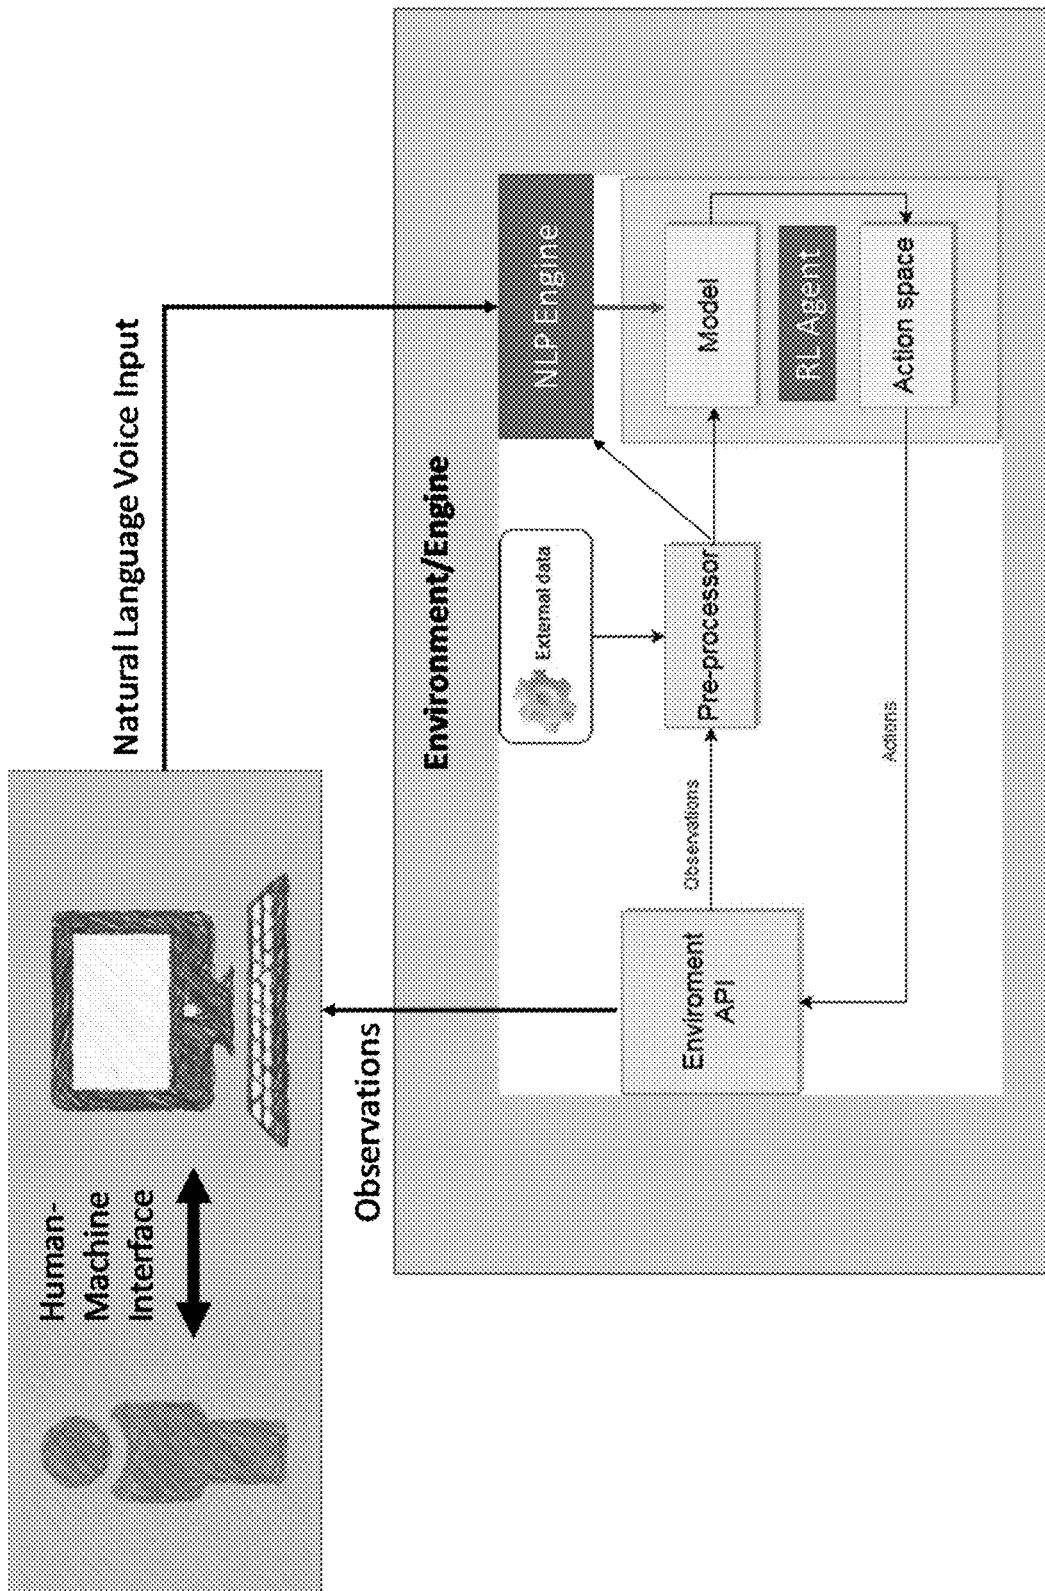 Human-
Machine
Interface
Natural Language Voice Input
Observations
Environment/Engine
External data
NLP Engine
Enviroment
API
Observations
Pre-processor
Model
RL Agent
Action space
Actions